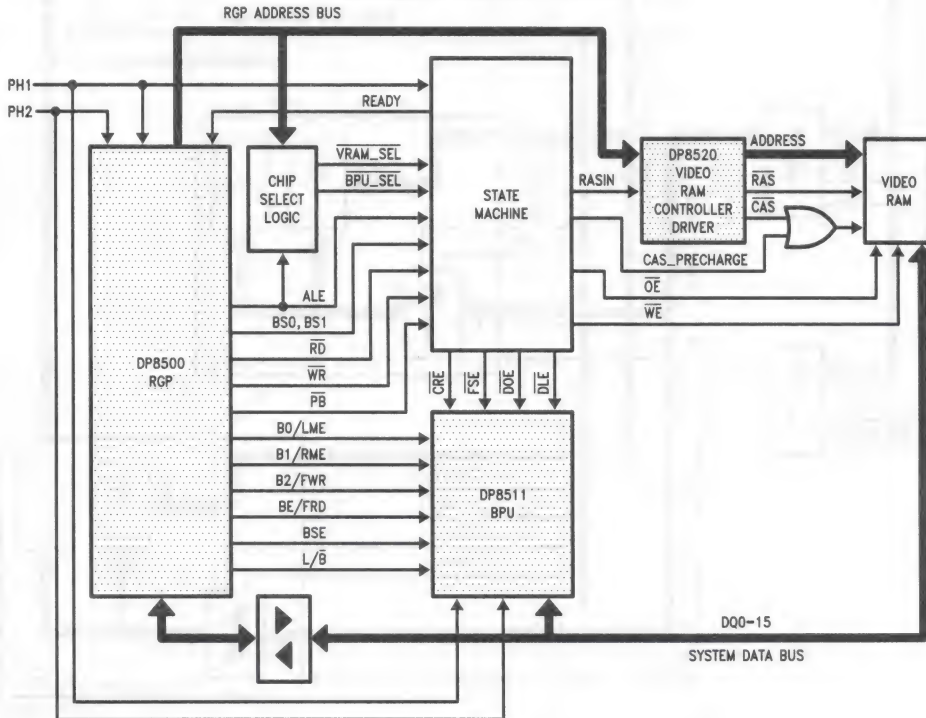 RGP ADDRESS BUS
PH1
PH2
READY
CHIP
SELECT
LOGIC
VRAM_SEL
BPU_SEL
STATE
MACHINE
RASIN
DP8520
VIDEO
RAM
CONTROLLER
DRIVER
ADDRESS
RAS
CAS
VIDEO
RAM
CAS_PRECHARGE
OE
WE
ALE
BS0, BS1
RD
WR
PB
DP8500
RGP
CRE
FSE
DOE
DLE
B0/LME
B1/RME
B2/FWR
BE/FRD
BSE
L/B̅
DP8511
BPU
DQ0-15
SYSTEM DATA BUS